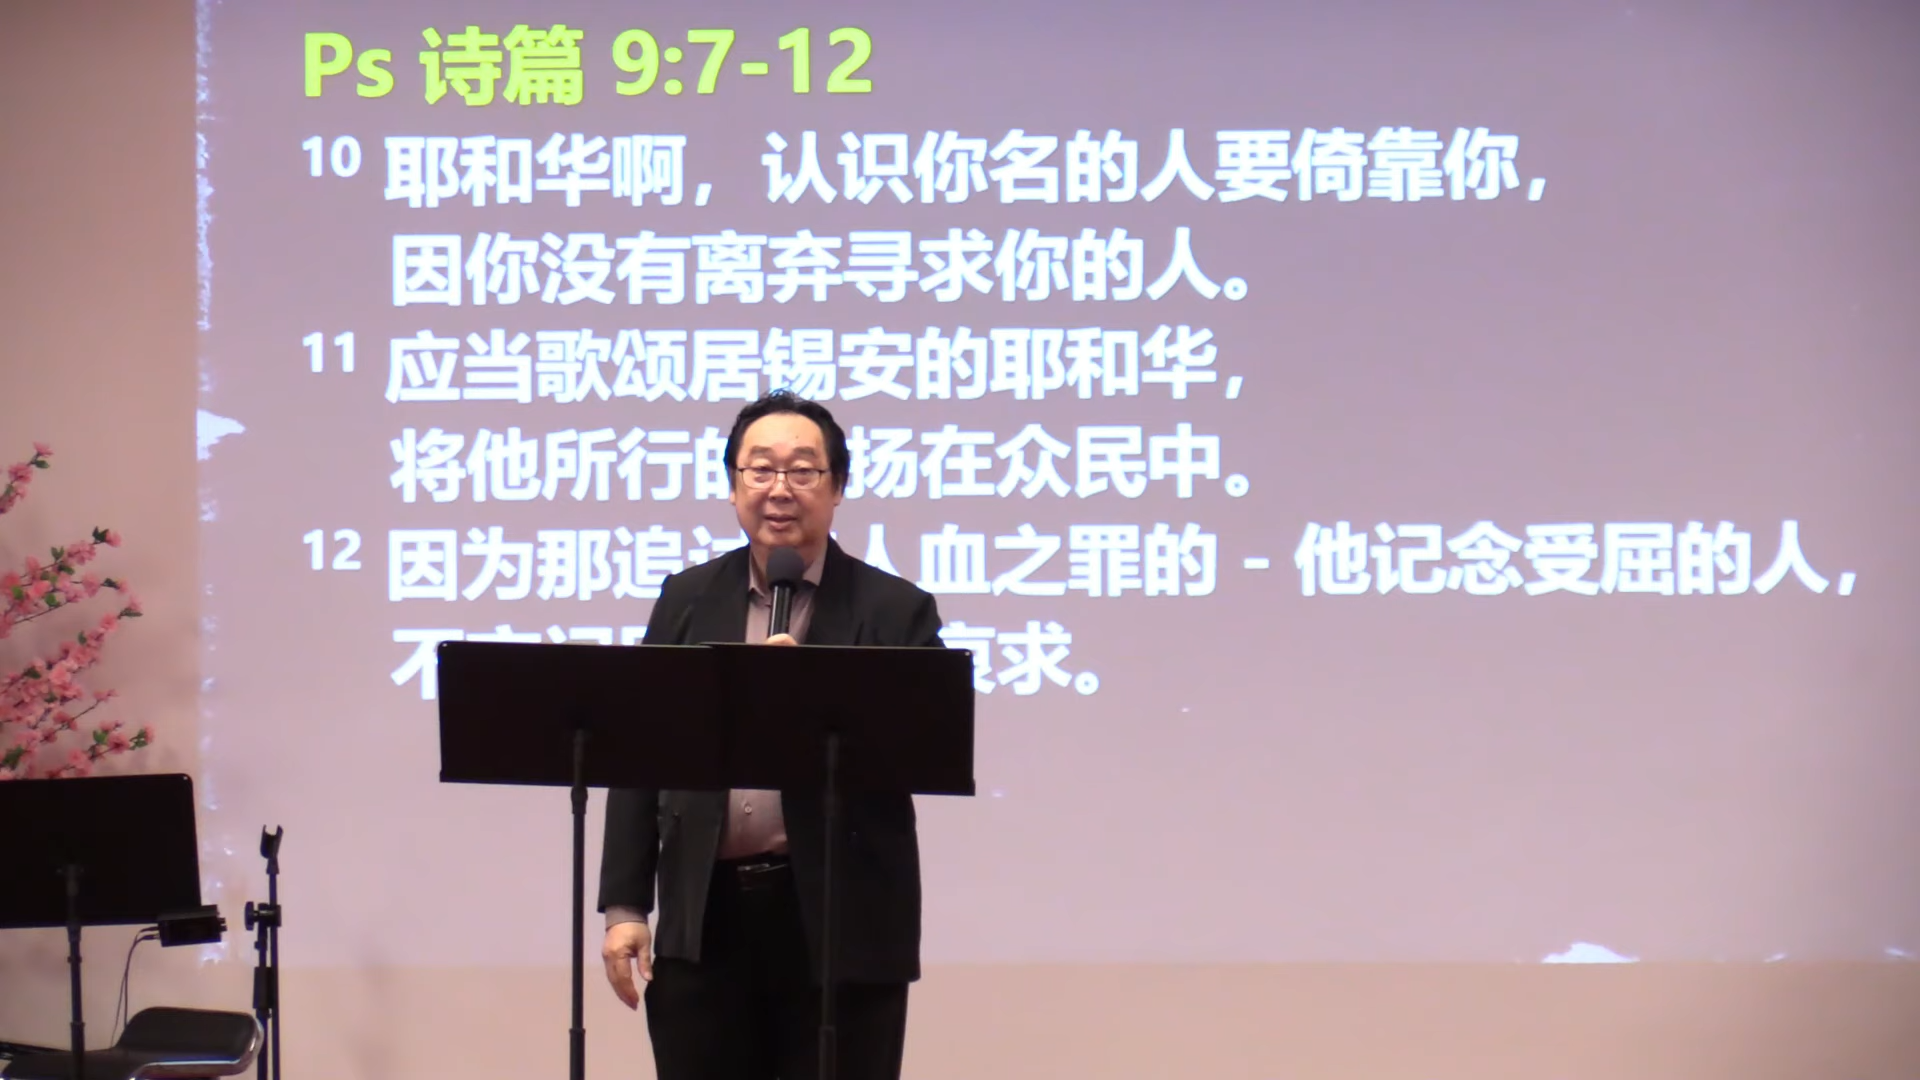 Ps 诗篇 9:7-12
10 耶和华啊，认识你名的人要倚靠你，
因你没有离弃寻求你的人。
11 应当歌颂居锡安的耶和华，
将他所行的 扬在众民中。
12 因为那追 人血之罪的 - 他记念受屈的人，
不 哀求。